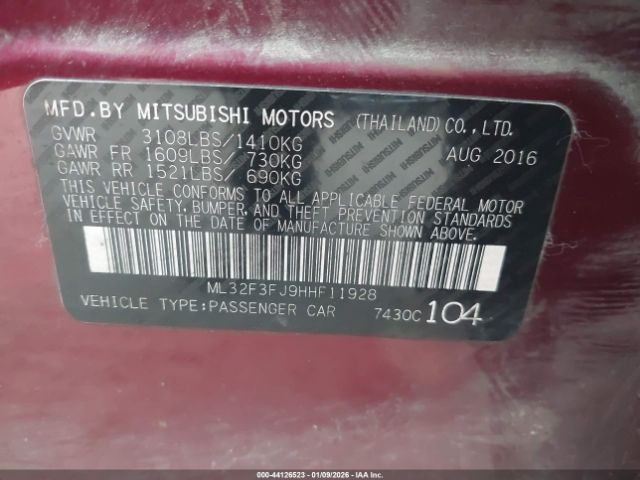 MFD.BY MITSUBISHI MOTORS (THAILAND)CO.,LTD.
GVWR 3108LBS/1410KG AUG 2016
GAWR FR 1609LBS/ 730KG
GAWR RR 1521LBS/ 690KG
THIS VEHICLE CONFORMS TO ALL APPLICABLE FEDERAL MOTOR
VEHICLE SAFETY, BUMPER, AND THEFT PREVENTION STANDARDS
IN EFFECT ON THE DATE OF MANUFACTURE SHOWN ABOVE.
ML32F3FJ9HHF11928
VEHICLE TYPE:PASSENGER CAR 7430C 104
000-44126523 - 01/09/2026 - IAAI.COM